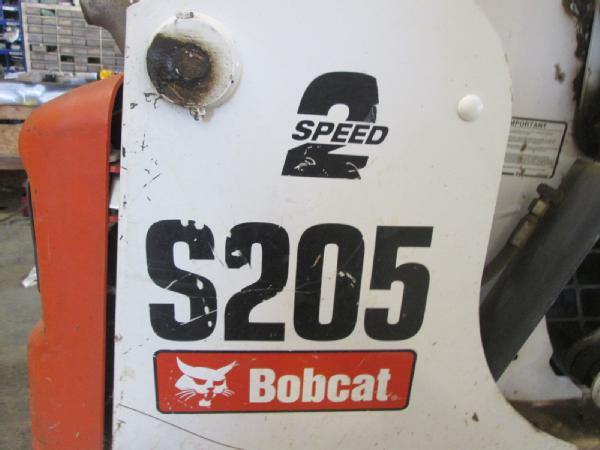 2
SPEED
IMPORTANT
S205
Bobcat